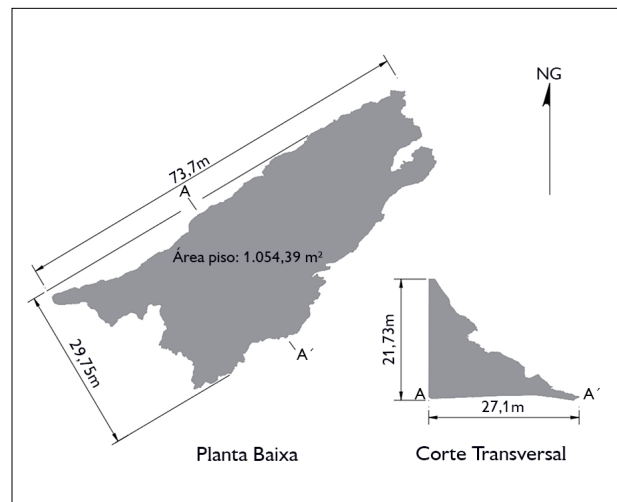 NG
73,7m
A
Área piso: 1.054,39 m²
29,75m
A´
21,73m
A
A´
27,1m
Planta Baixa
Corte Transversal